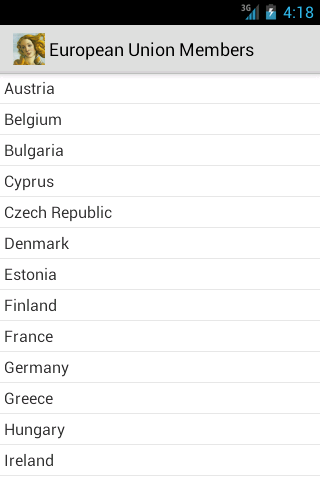 3G 4:18
European Union Members
Austria
Belgium
Bulgaria
Cyprus
Czech Republic
Denmark
Estonia
Finland
France
Germany
Greece
Hungary
Ireland